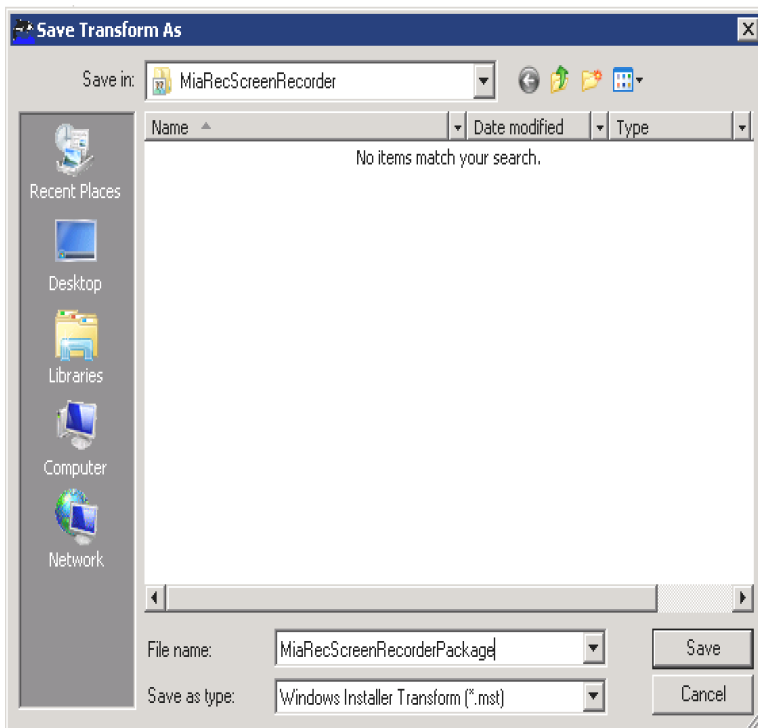 Save Transform As
Save in:
MiaRecScreenRecorder
Name
Date modified
Type
No items match your search.
Recent Places
Desktop
Libraries
Computer
Network
File name:
MiaRecScreenRecorderPackage
Save
Save as type:
Windows Installer Transform (*.mst)
Cancel